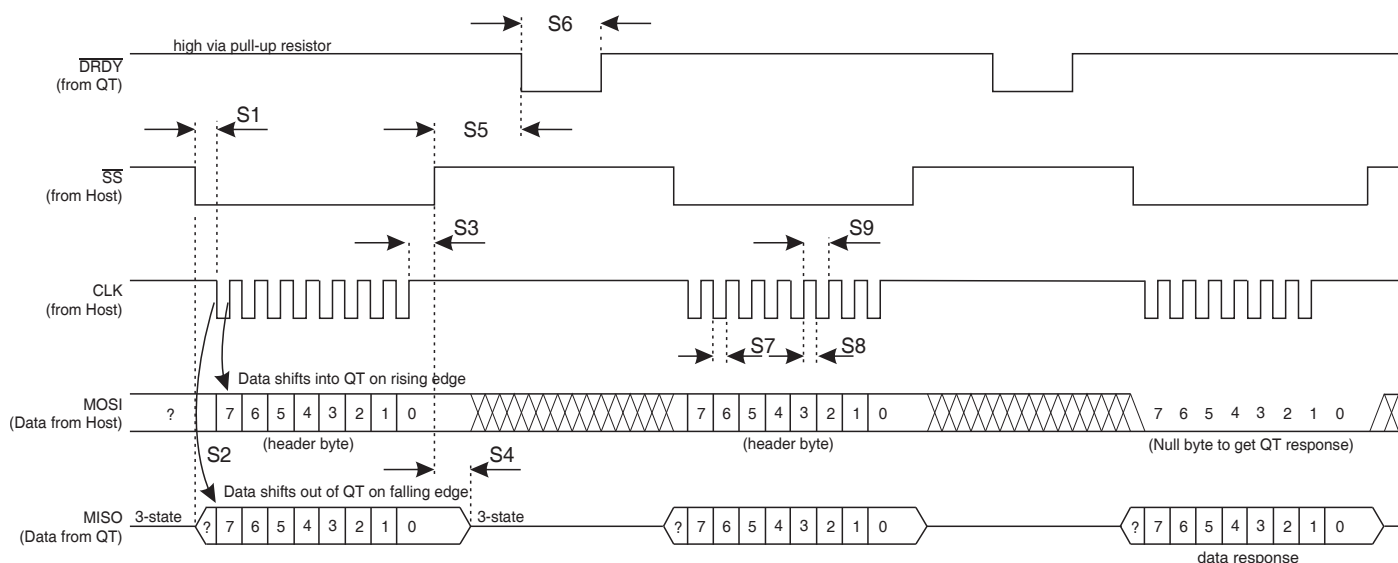 S6
high via pull-up resistor
DRDY
(from QT)
S1
S5
SS
(from Host)
S3
S9
CLK
(from Host)
S7
S8
Data shifts into QT on rising edge
MOSI
(Data from Host)
? 7 6 5 4 3 2 1 0
7 6 5 4 3 2 1 0
7 6 5 4 3 2 1 0
(header byte)
(header byte)
(Null byte to get QT response)
S2
S4
Data shifts out of QT on falling edge
MISO
(Data from QT)
3-state
? 7 6 5 4 3 2 1 0
3-state
? 7 6 5 4 3 2 1 0
? 7 6 5 4 3 2 1 0
data response